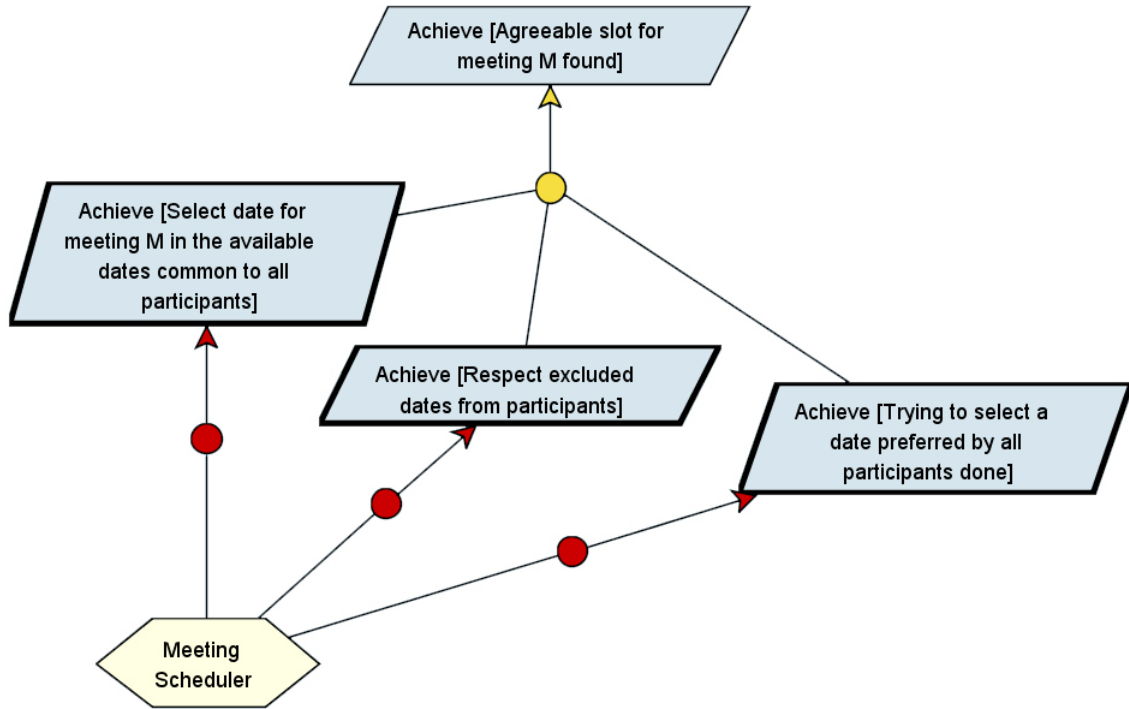 Achieve [Agreeable slot for
meeting M found]
Achieve [Select date for
meeting M in the available
dates common to all
participants]
Achieve [Respect excluded
dates from participants]
Achieve [Trying to select a
date preferred by all
participants done]
Meeting
Scheduler